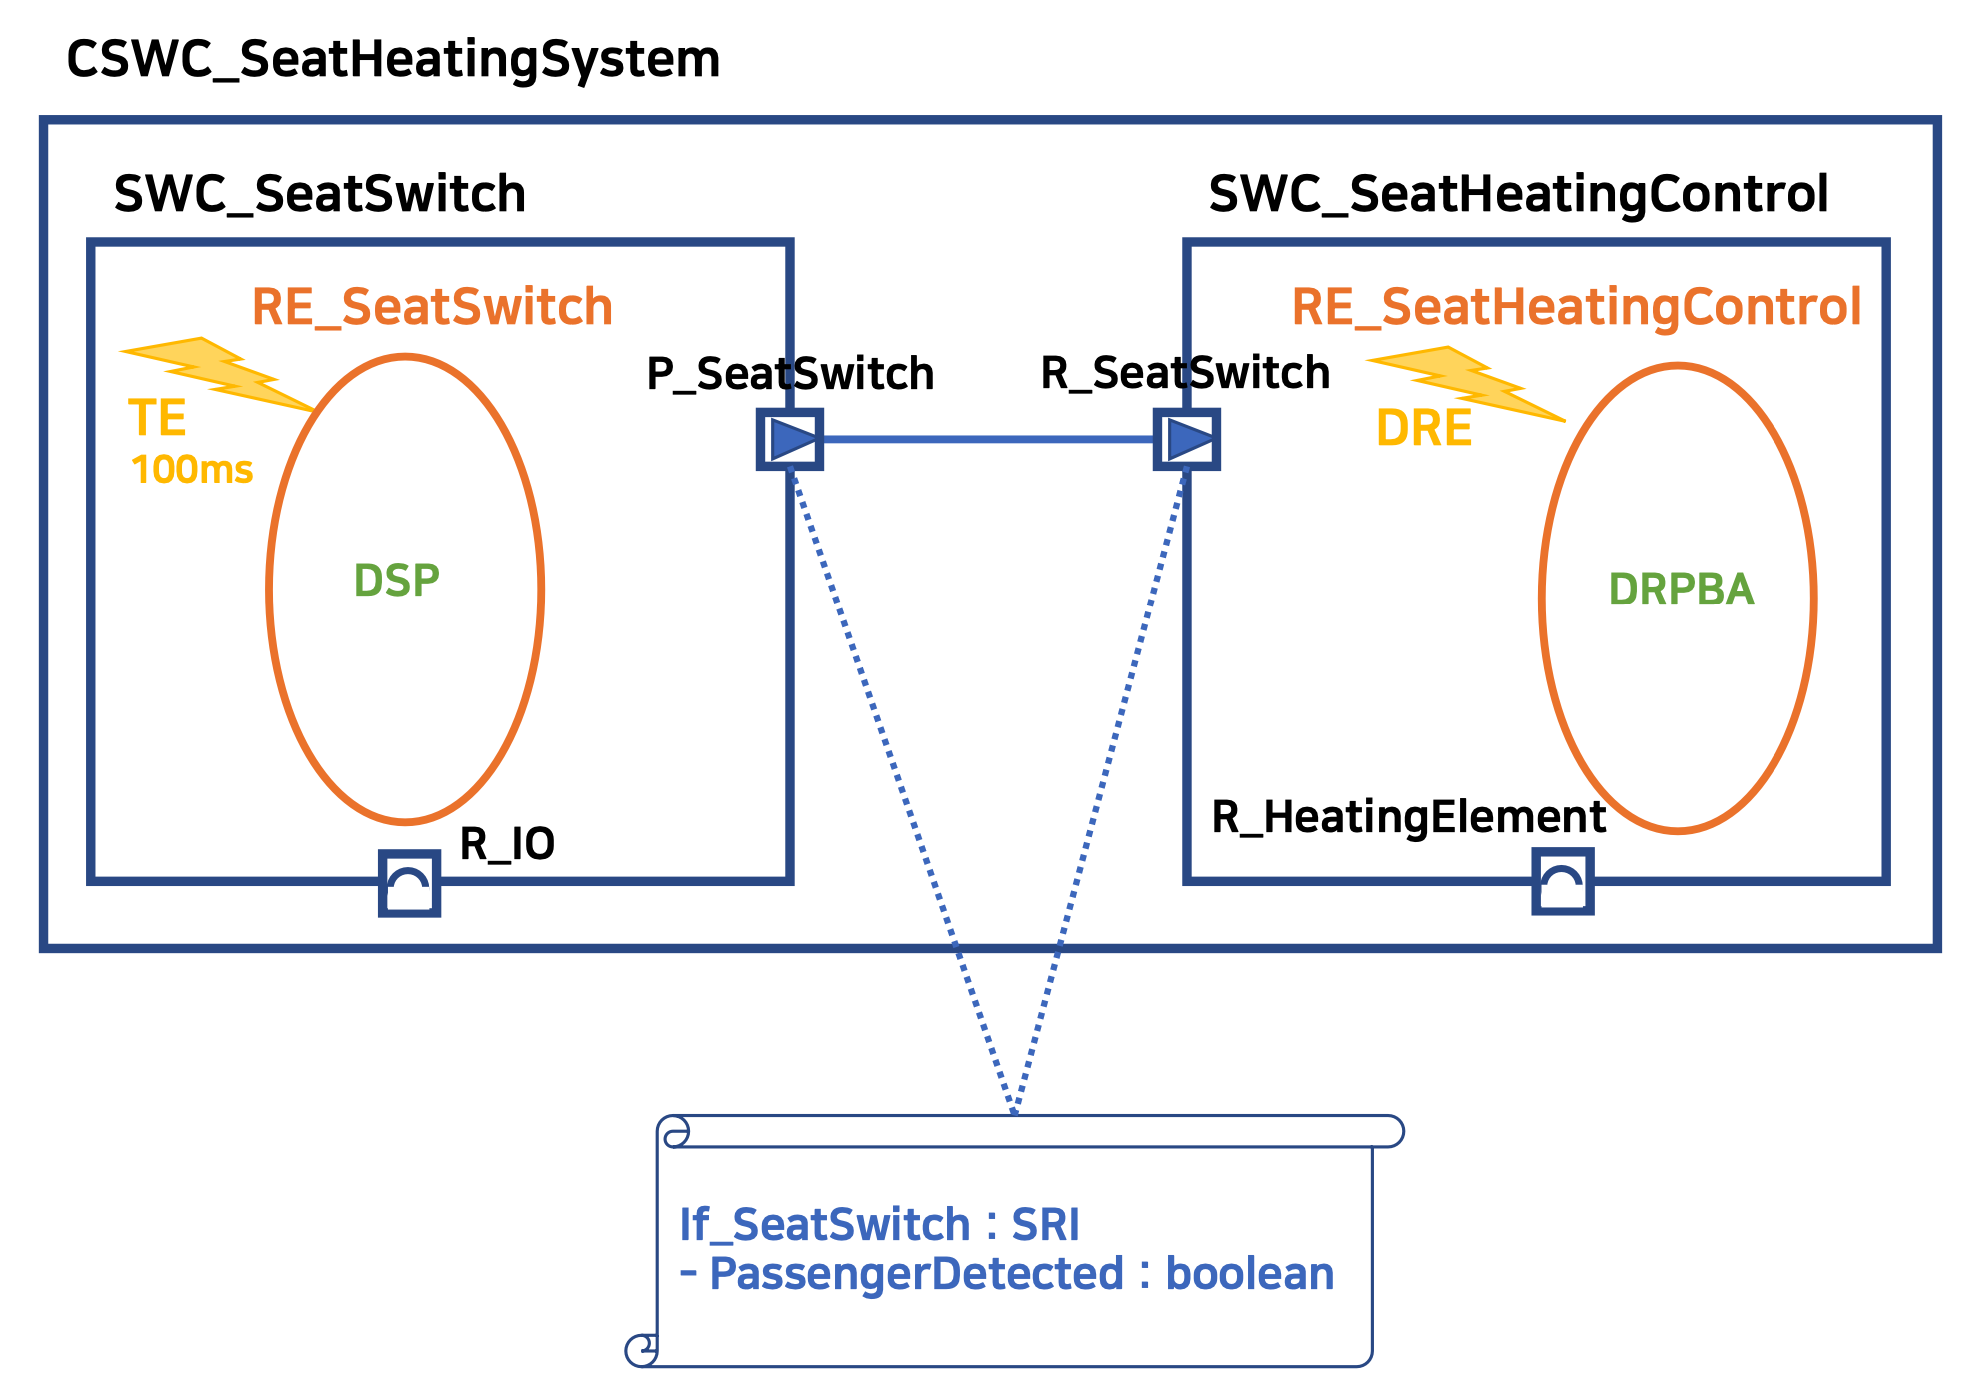 CSWC_SeatHeatingSystem
SWC_SeatSwitch
SWC_SeatHeatingControl
RE_SeatSwitch
RE_SeatHeatingControl
P_SeatSwitch
R_SeatSwitch
TE
100ms
DRE
DSP
DRPBA
R_IO
R_HeatingElement
If_SeatSwitch : SRI
- PassengerDetected : boolean